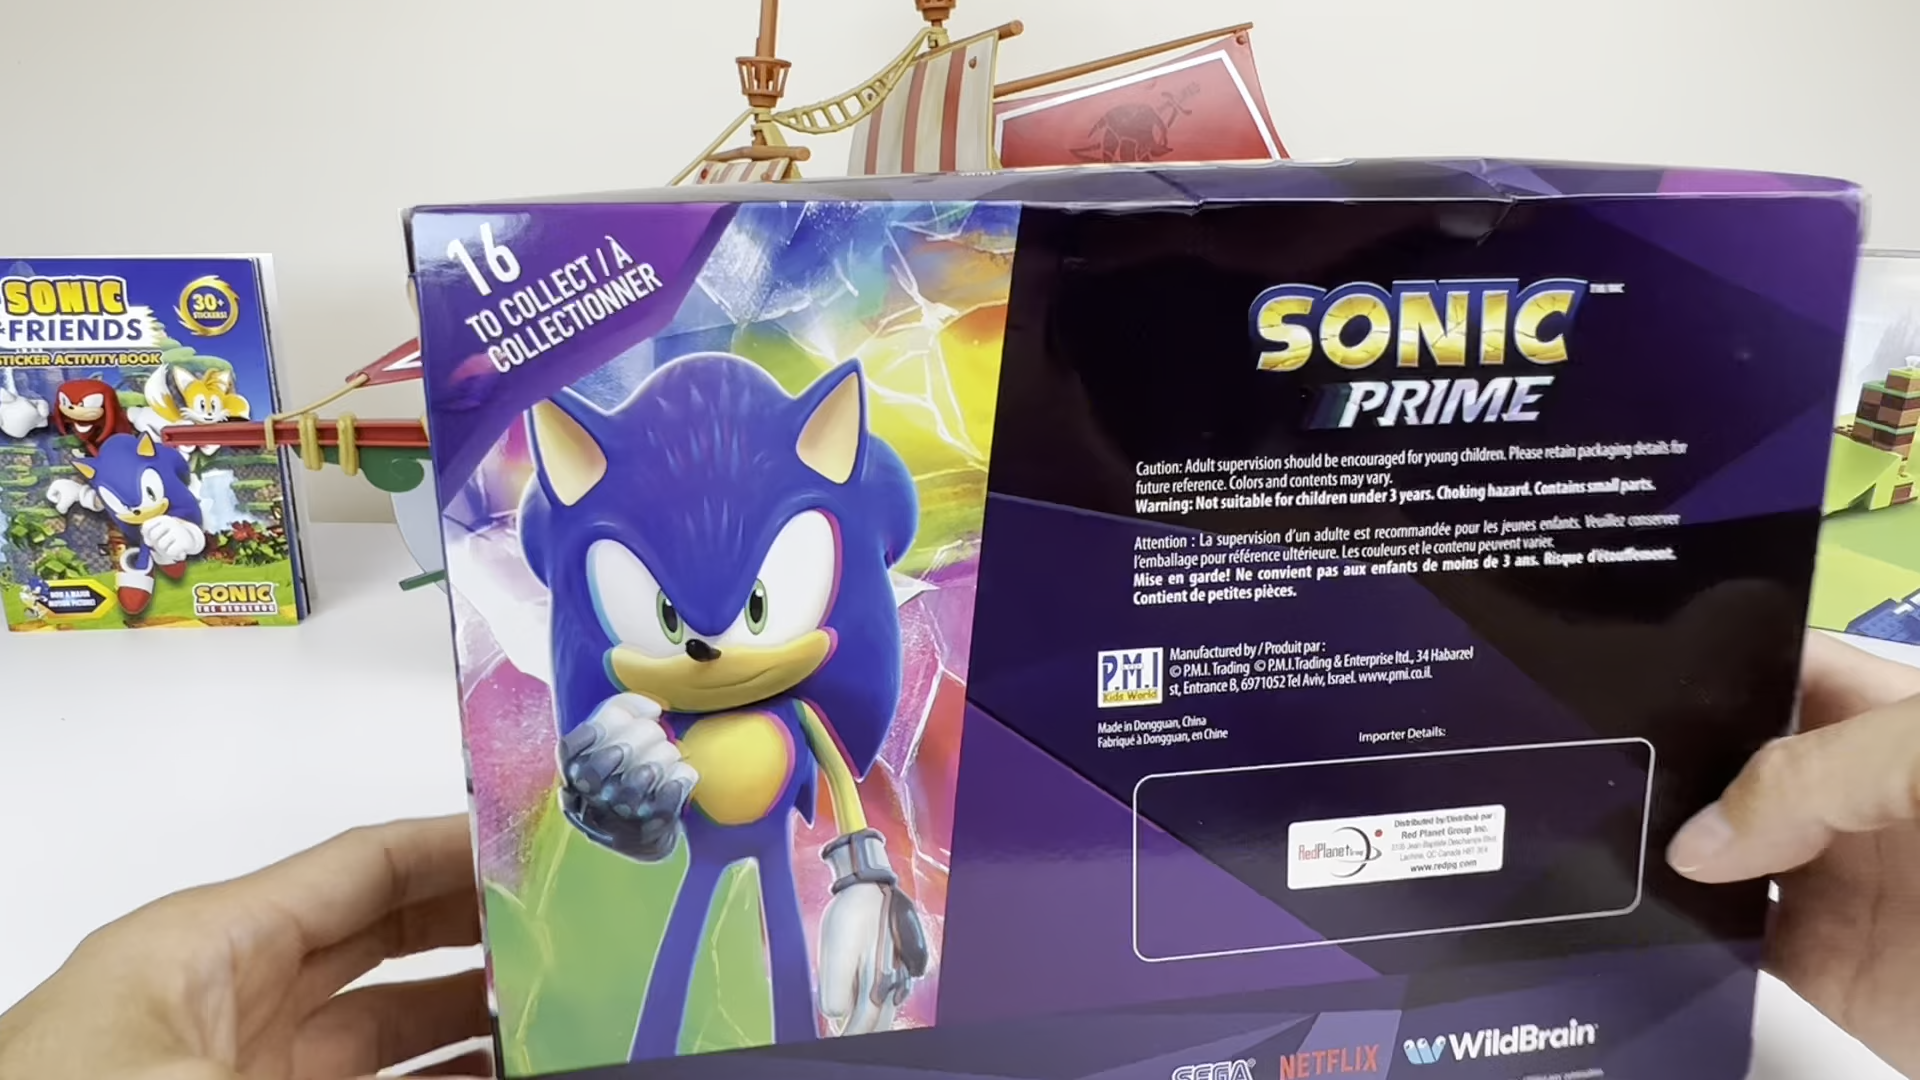 SONIC
& FRIENDS
STICKER ACTIVITY BOOK
30+
STICKERS!
SONIC
THE HEDGEHOG
16
TO COLLECT / À
COLLECTIONNER
SONIC
PRIME
Caution: Adult supervision should be encouraged for young children. Please retain packaging details for
future reference. Colors and contents may vary.
Warning: Not suitable for children under 3 years. Choking hazard. Contains small parts.
Attention : La supervision d'un adulte est recommandée pour les jeunes enfants. Veuillez conserver
l'emballage pour référence ultérieure. Les couleurs et le contenu peuvent varier.
Mise en garde! Ne convient pas aux enfants de moins de 3 ans. Risque d'étouffement.
Contient de petites pièces.
P.M.I
Kids World
Manufactured by / Produit par :
© P.M.I. Trading © P.M.I.Trading & Enterprise ltd., 34 Habarzel
st, Entrance B, 6971052 Tel Aviv, Israel. www.pmi.co.il.
Made in Dongguan, China
Fabriqué à Dongguan, en Chine
Importer Details:
RedPlanet Group
Distributed by/Distribué par
Red Planet Group Inc.
Lachine, QC Canada
www.redpg.com
SEGA®
NETFLIX
WildBrain